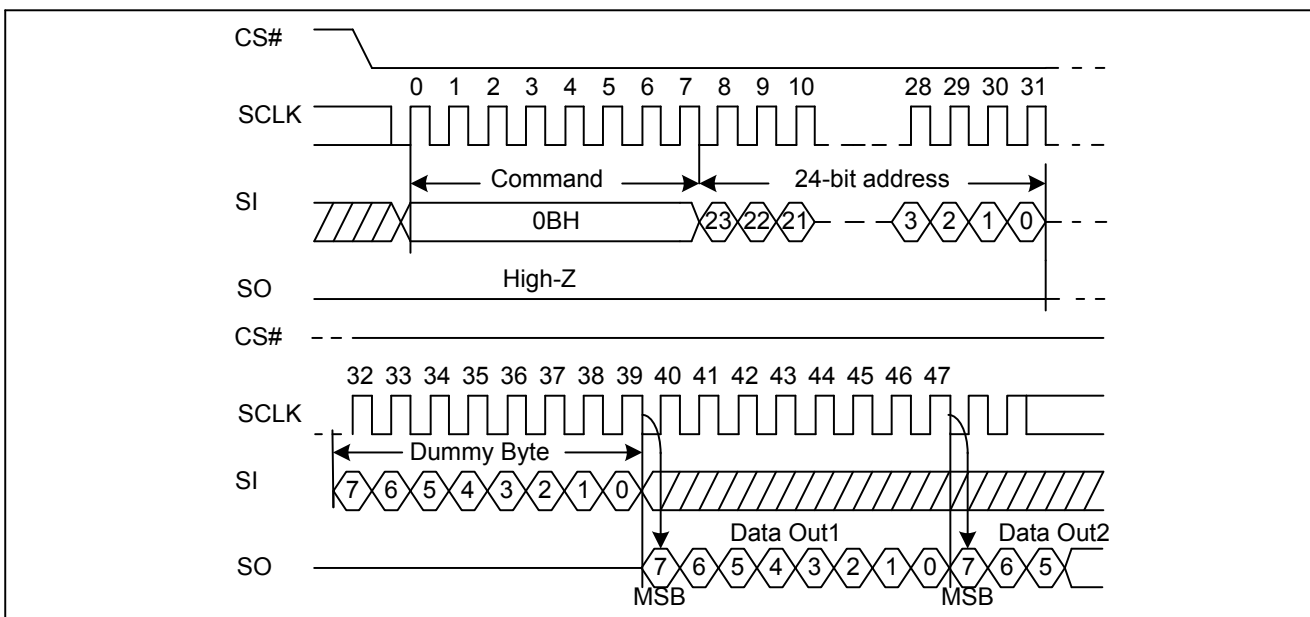 CS#
0 1 2 3 4 5 6 7 8 9 10 28 29 30 31
SCLK
Command 24-bit address
SI
0BH 23 22 21 3 2 1 0
High-Z
SO
CS#
32 33 34 35 36 37 38 39 40 41 42 43 44 45 46 47
SCLK
Dummy Byte
SI
7 6 5 4 3 2 1 0
Data Out1 Data Out2
SO
7 6 5 4 3 2 1 0 7 6 5
MSB MSB